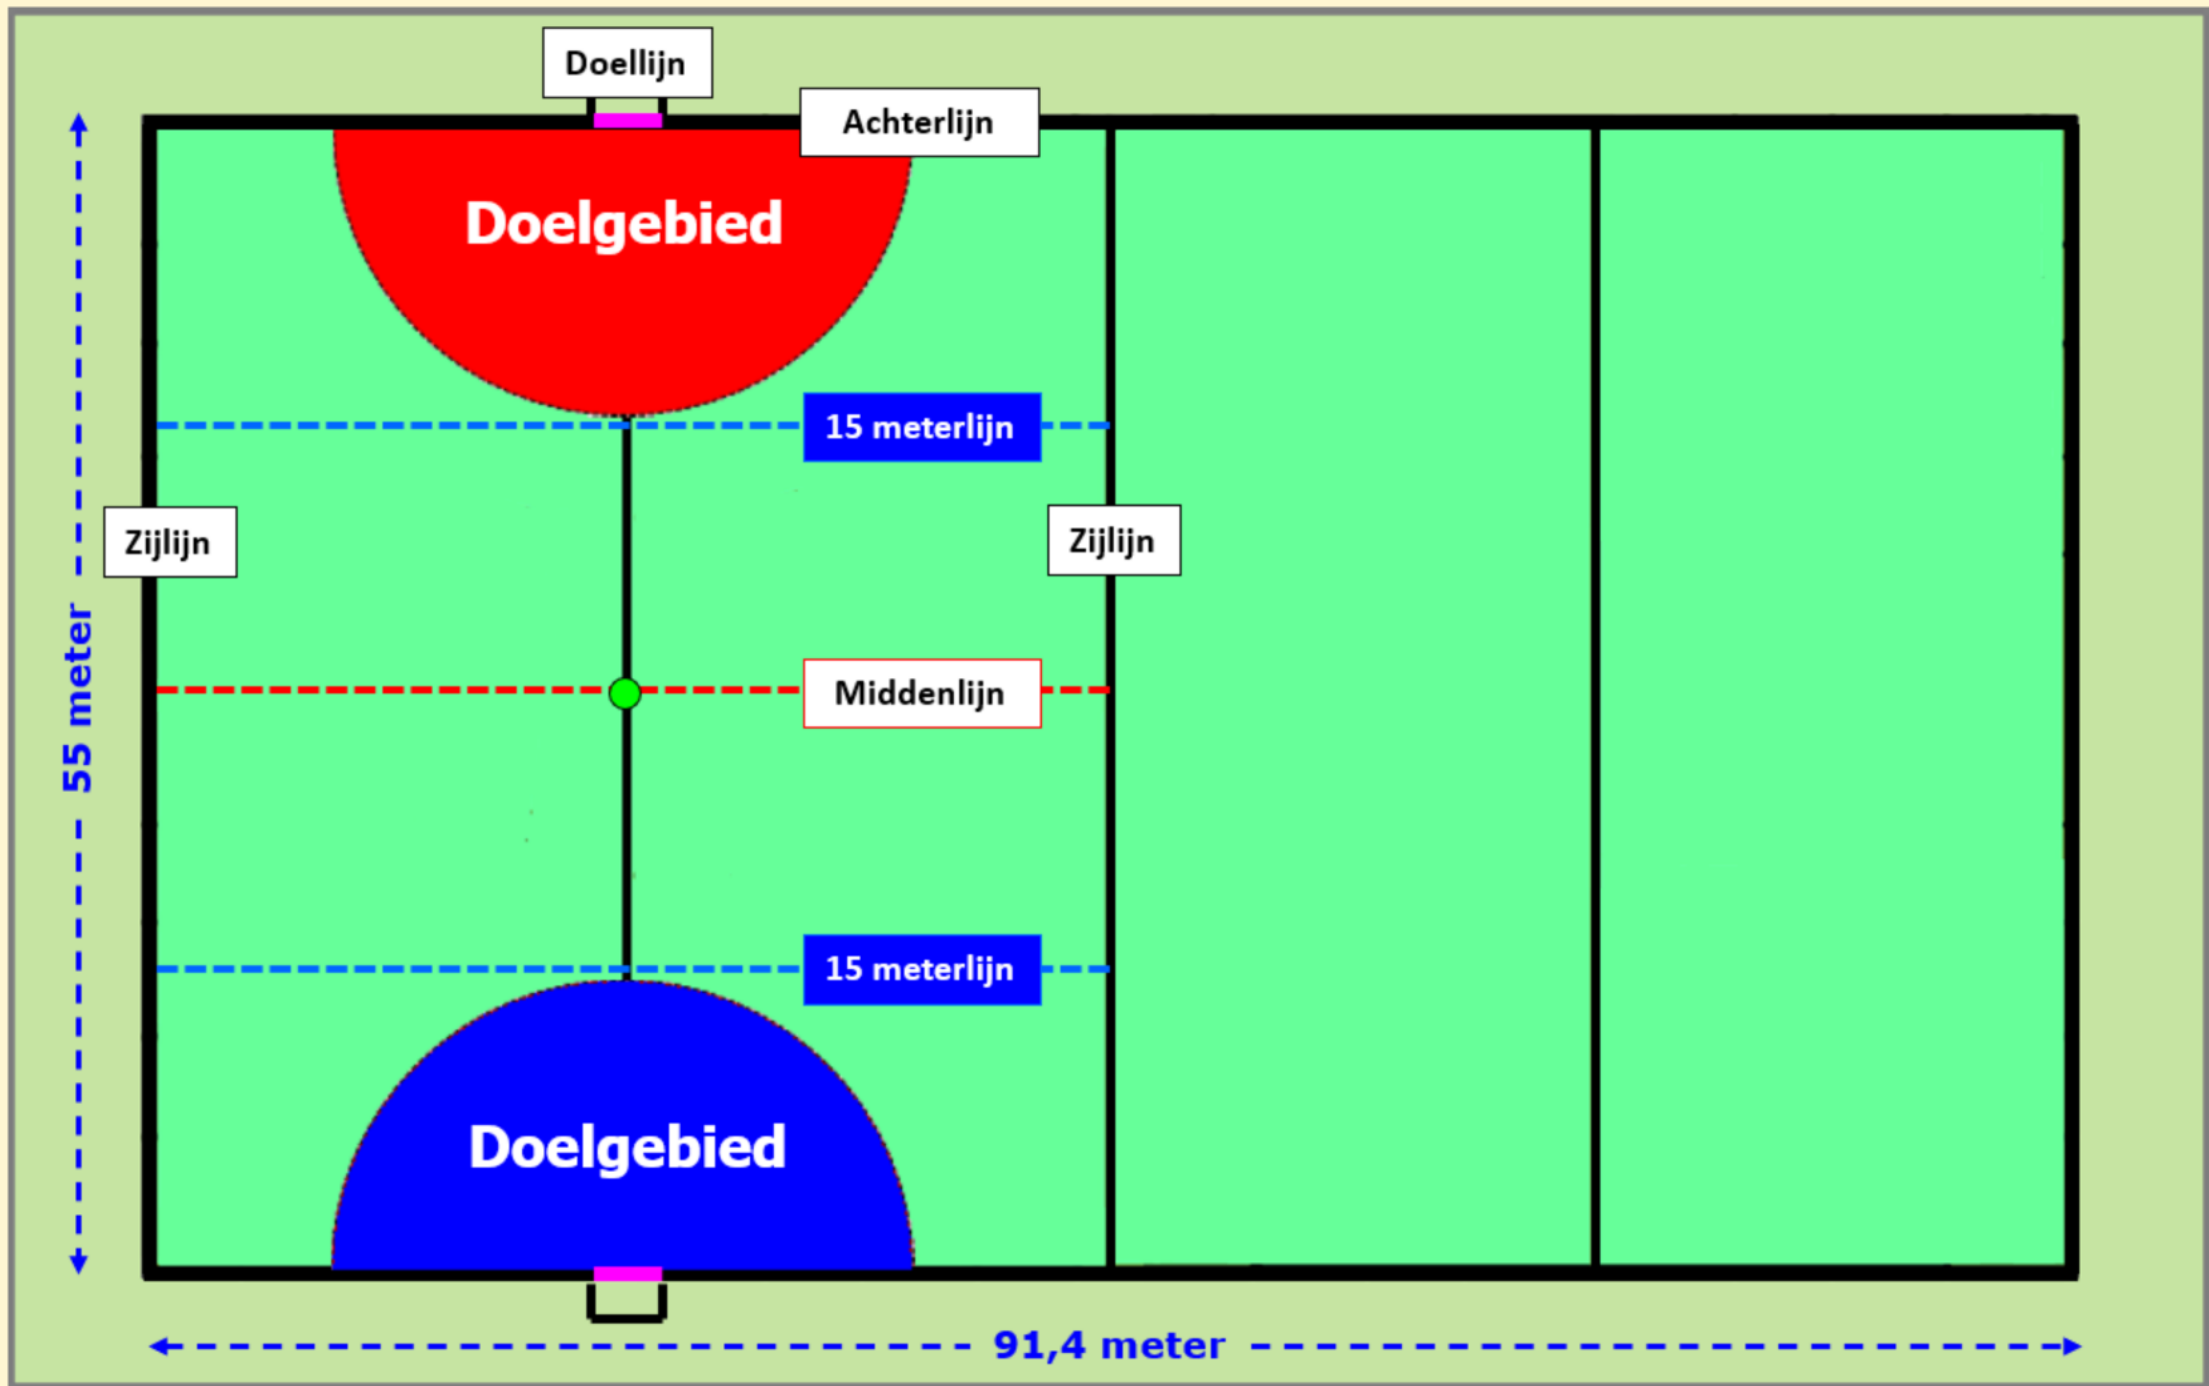 Doellijn
Achterlijn
Doelgebied
15 meterlijn
Zijlijn
Zijlijn
55 meter
Middenlijn
15 meterlijn
Doelgebied
91,4 meter